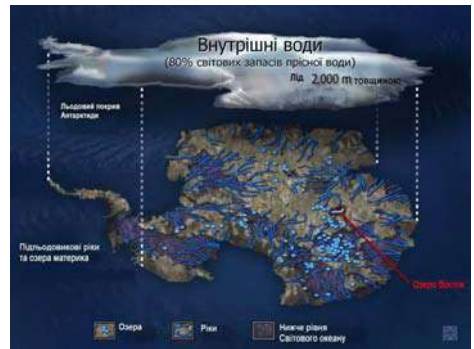 Внутрішні води
(80% світових запасів прісної води)
Лід 2,000 m товщиною
Льодовий покрив
Антарктиди
Підльодовикові ріки
та озера материка
Озеро Восток
Озера
Ріки
Нижче рівня
Світового океану